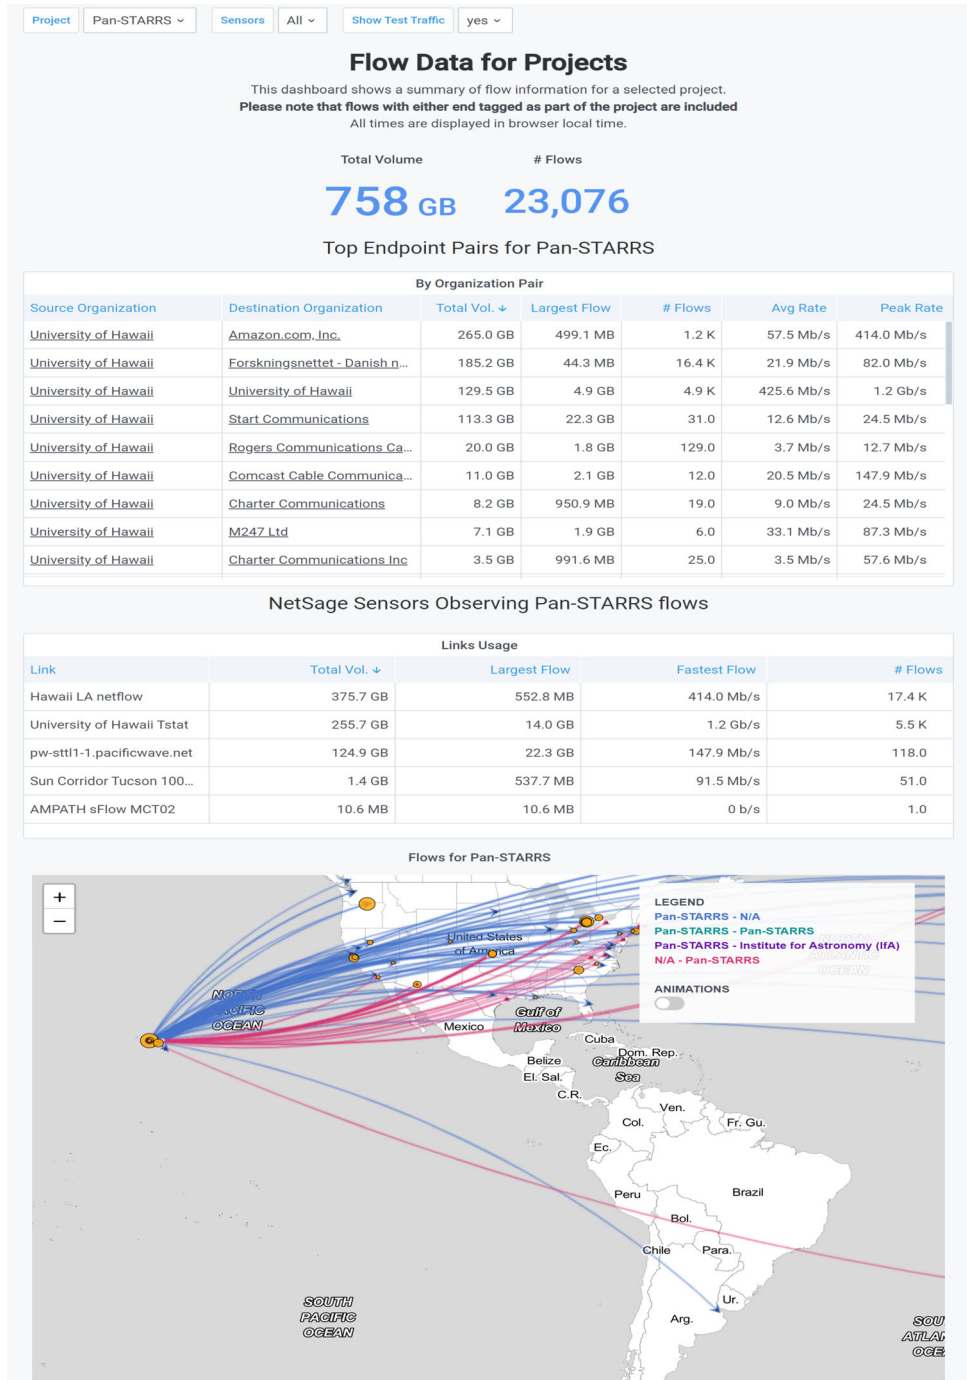 Project Pan-STARRS Sensors All Show Test Traffic yes
Flow Data for Projects
This dashboard shows a summary of flow information for a selected project.
Please note that flows with either end tagged as part of the project are included
All times are displayed in browser local time.
Total Volume # Flows
758 GB 23,076
Top Endpoint Pairs for Pan-STARRS
By Organization Pair
Source Organization Destination Organization Total Vol. ↓ Largest Flow # Flows Avg Rate Peak Rate
University of Hawaii Amazon.com, Inc. 265.0 GB 499.1 MB 1.2 K 57.5 Mb/s 414.0 Mb/s
University of Hawaii Forskningsnettet - Danish n... 185.2 GB 44.3 MB 16.4 K 21.9 Mb/s 82.0 Mb/s
University of Hawaii University of Hawaii 129.5 GB 4.9 GB 4.9 K 425.6 Mb/s 1.2 Gb/s
University of Hawaii Start Communications 113.3 GB 22.3 GB 31.0 12.6 Mb/s 24.5 Mb/s
University of Hawaii Rogers Communications Ca... 20.0 GB 1.8 GB 129.0 3.7 Mb/s 12.7 Mb/s
University of Hawaii Comcast Cable Communica... 11.0 GB 2.1 GB 12.0 20.5 Mb/s 147.9 Mb/s
University of Hawaii Charter Communications 8.2 GB 950.9 MB 19.0 9.0 Mb/s 24.5 Mb/s
University of Hawaii M247 Ltd 7.1 GB 1.9 GB 6.0 33.1 Mb/s 87.3 Mb/s
University of Hawaii Charter Communications Inc 3.5 GB 991.6 MB 25.0 3.5 Mb/s 57.6 Mb/s
NetSage Sensors Observing Pan-STARRS flows
Links Usage
Link Total Vol. ↓ Largest Flow Fastest Flow # Flows
Hawaii LA netflow 375.7 GB 552.8 MB 414.0 Mb/s 17.4 K
University of Hawaii Tstat 255.7 GB 14.0 GB 1.2 Gb/s 5.5 K
pw-sttl1-1.pacificwave.net 124.9 GB 22.3 GB 147.9 Mb/s 118.0
Sun Corridor Tucson 100... 1.4 GB 537.7 MB 91.5 Mb/s 51.0
AMPATH sFlow MCT02 10.6 MB 10.6 MB 0 b/s 1.0
Flows for Pan-STARRS
+
−
LEGEND
Pan-STARRS - N/A
Pan-STARRS - Pan-STARRS
Pan-STARRS - Institute for Astronomy (IfA)
N/A - Pan-STARRS
ANIMATIONS
United States
of America
NORTH
ATLANTIC
OCEAN
NORTH
PACIFIC
OCEAN
Gulf of
Mexico
Mexico
Cuba
Dom. Rep.
Belize
Caribbean
Sea
El. Sal.
C.R.
Ven.
Col.
Fr. Gu.
Ec.
Peru
Brazil
Bol.
Chile
Para.
Ur.
Arg.
SOUTH
PACIFIC
OCEAN
SOU
ATLAN
OCE